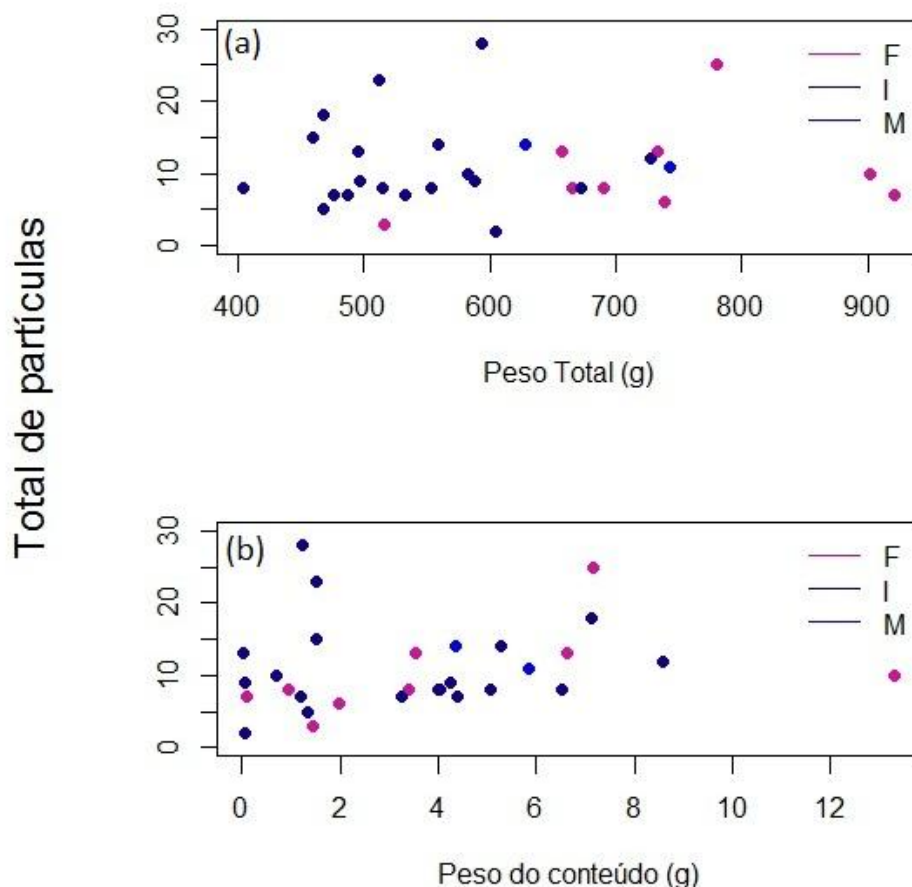 Total de partículas
(a)
30
20
10
0
F
I
M
400 500 600 700 800 900
Peso Total (g)
(b)
30
20
10
0
F
I
M
0 2 4 6 8 10 12
Peso do conteúdo (g)